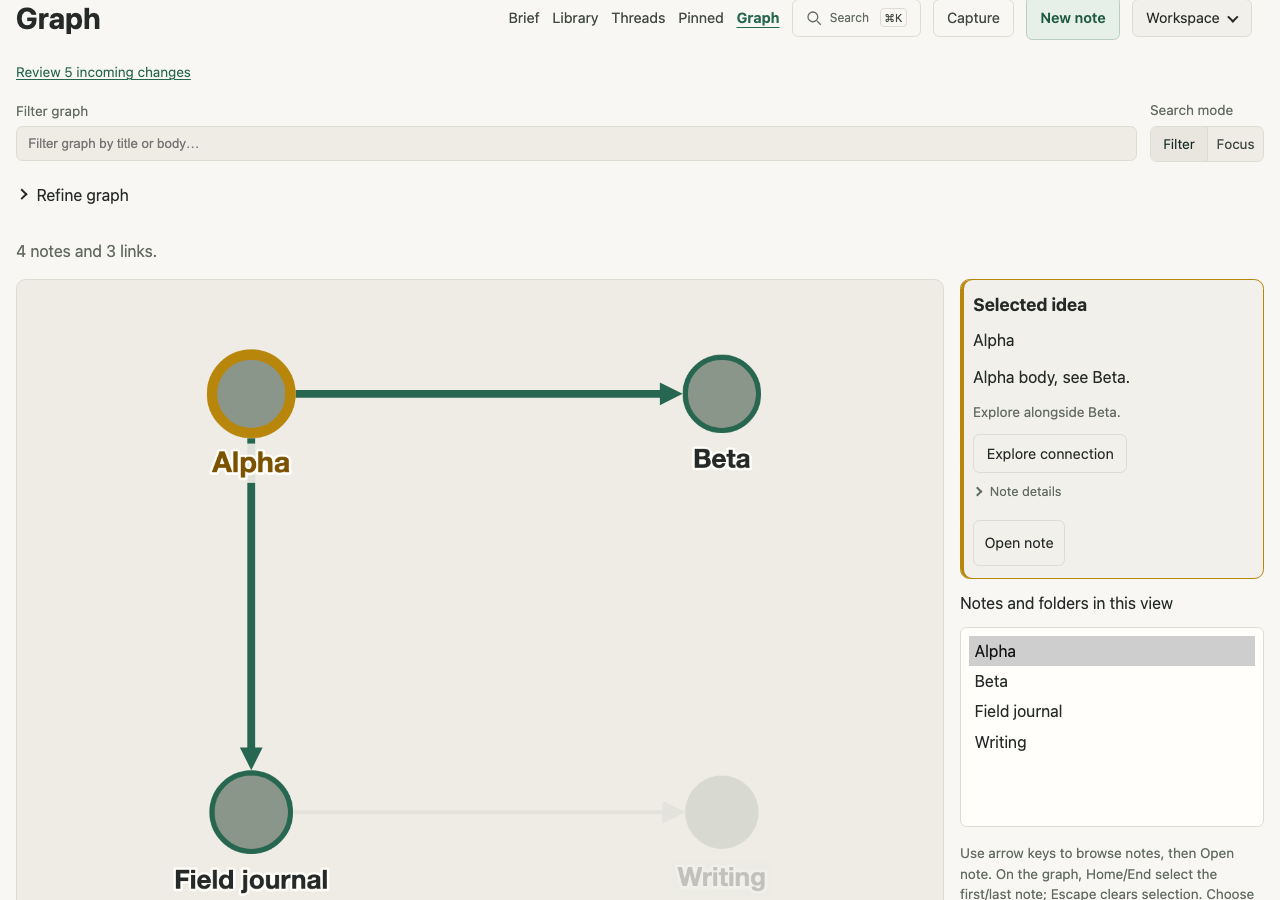 Graph
Brief Library Threads Pinned Graph Search ⌘K Capture New note Workspace
Review 5 incoming changes
Filter graph
Search mode
Filter graph by title or body…
Filter Focus
Refine graph
4 notes and 3 links.
Alpha
Beta
Field journal
Writing
Selected idea
Alpha
Alpha body, see Beta.
Explore alongside Beta.
Explore connection
Note details
Open note
Notes and folders in this view
Alpha
Beta
Field journal
Writing
Use arrow keys to browse notes, then Open
note. On the graph, Home/End select the
first/last note; Escape clears selection. Choose